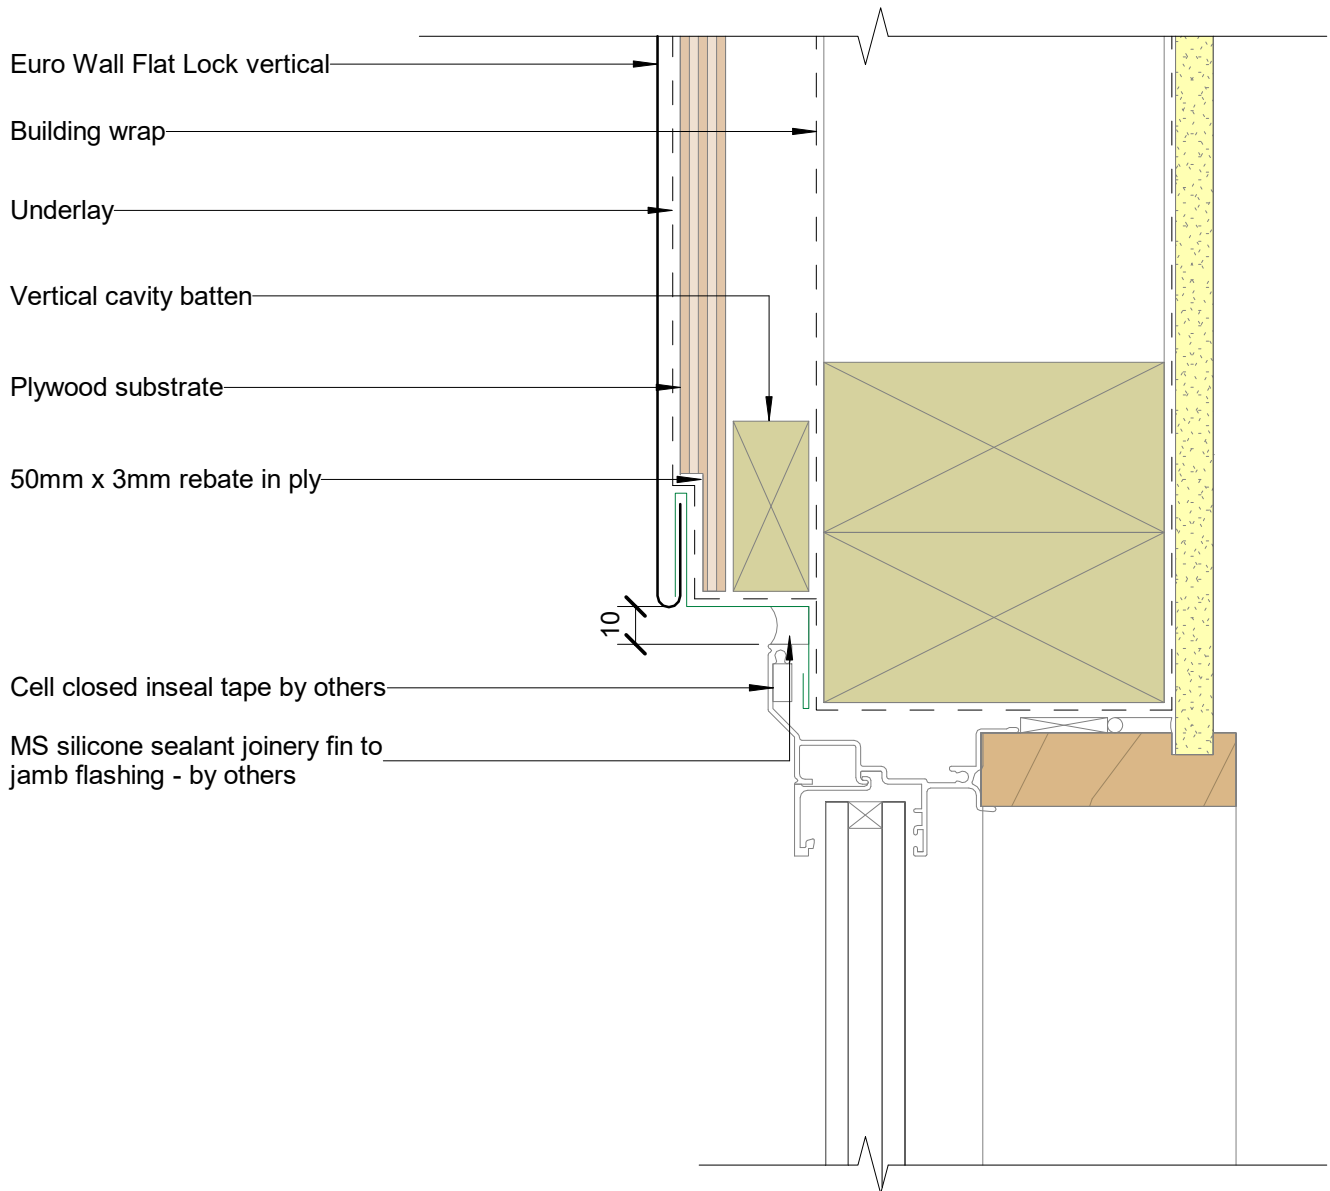 Euro Wall Flat Lock vertical
Building wrap
Underlay
Vertical cavity batten
Plywood substrate
50mm x 3mm rebate in ply
10
Cell closed inseal tape by others
MS silicone sealant joinery fin to
jamb flashing - by others